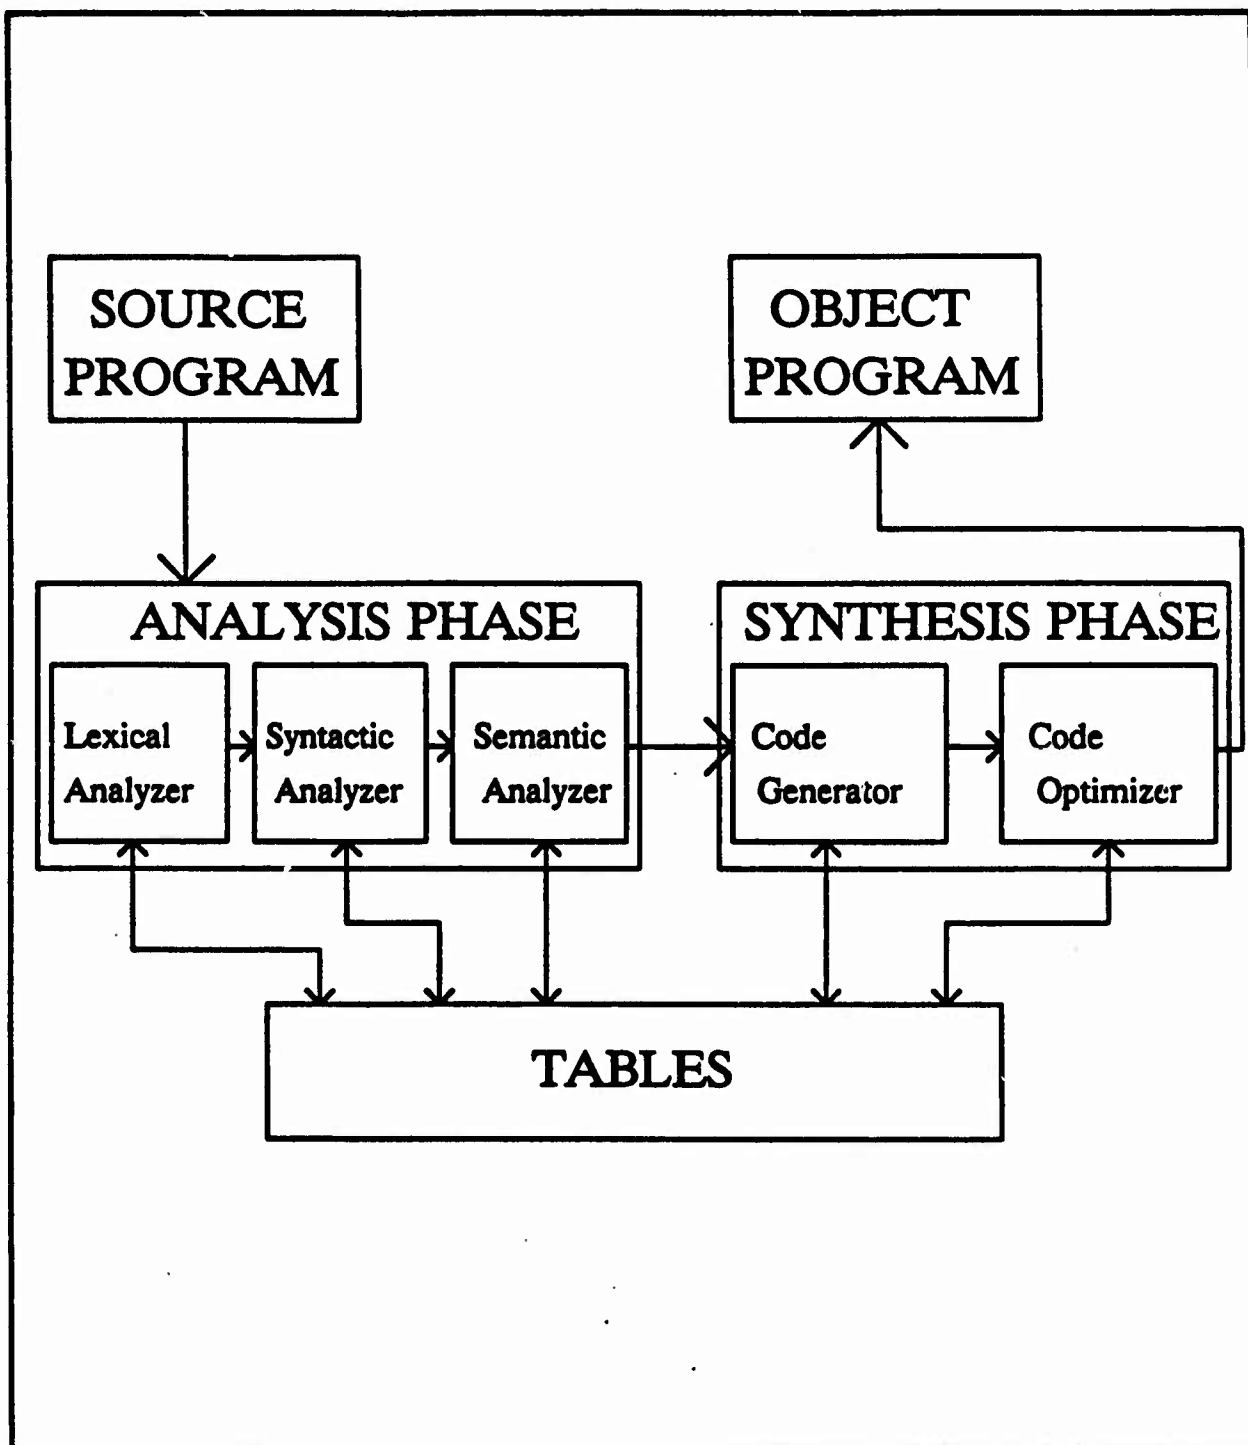 SOURCE
PROGRAM
OBJECT
PROGRAM
ANALYSIS PHASE
Lexical
Analyzer
Syntactic
Analyzer
Semantic
Analyzer
SYNTHESIS PHASE
Code
Generator
Code
Optimizer
TABLES